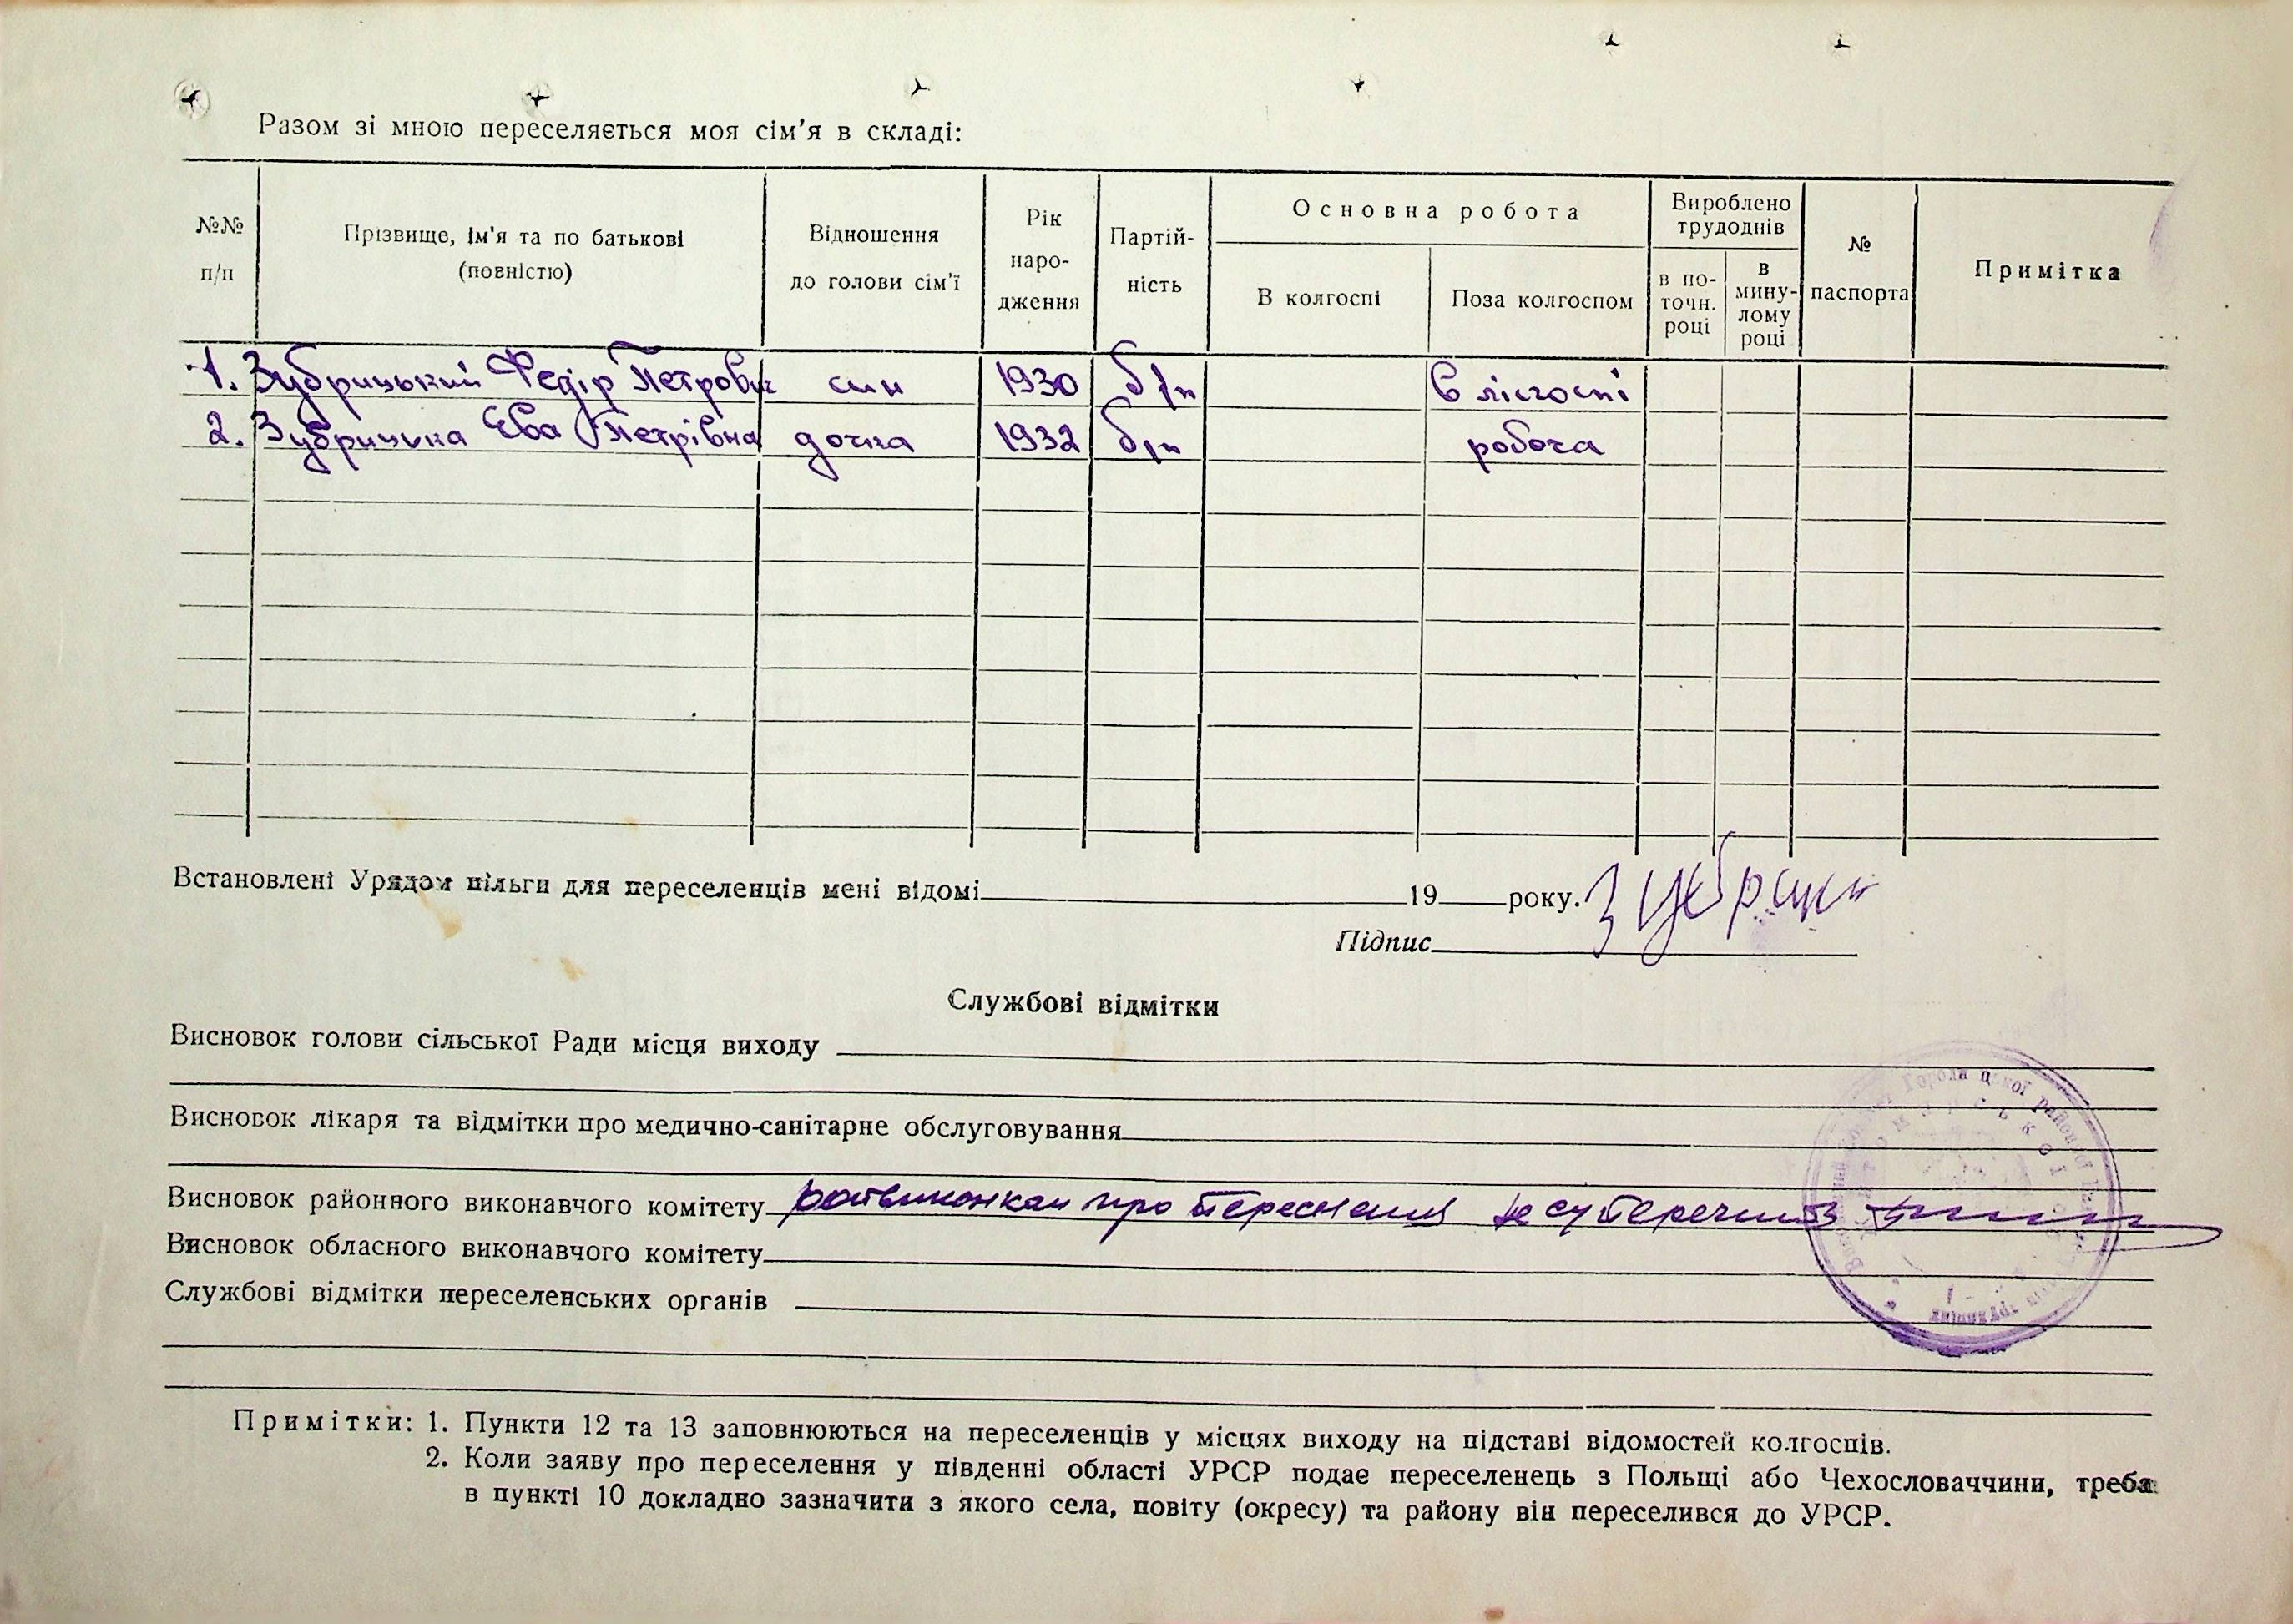 Разом зі мною переселяється моя сім'я в складі:
№№ п/п
Прізвище, ім'я та по батькові (повністю)
Відношення до голови сім'ї
Рік народження
Партійність
Основна робота
В колгоспі
Поза колгоспом
Вироблено трудоднів
в поточн. році
в минулому році
№ паспорта
Примітка
1. Зубрицький Федір Петрович син 1930 б/п В лісгоспі
2. Зубрицька Ева Петрівна дочка 1932 б/п робоча
Встановлені Урядом пільги для переселенців мені відомі 19 року.
Підпис Зубрицки
Службові відмітки
Висновок голови сільської Ради місця виходу
Висновок лікаря та відмітки про медично-санітарне обслуговування
Висновок районного виконавчого комітету райвиконком про не суперечить
Висновок обласного виконавчого комітету
Службові відмітки переселенських органів
Примітки: 1. Пункти 12 та 13 заповнюються на переселенців у місцях виходу на підставі відомостей колгоспів.
2. Коли заяву про переселення у південні області УРСР подає переселенець з Польщі або Чехословаччини, треба
в пункті 10 докладно зазначити з якого села, повіту (окресу) та району він переселився до УРСР.